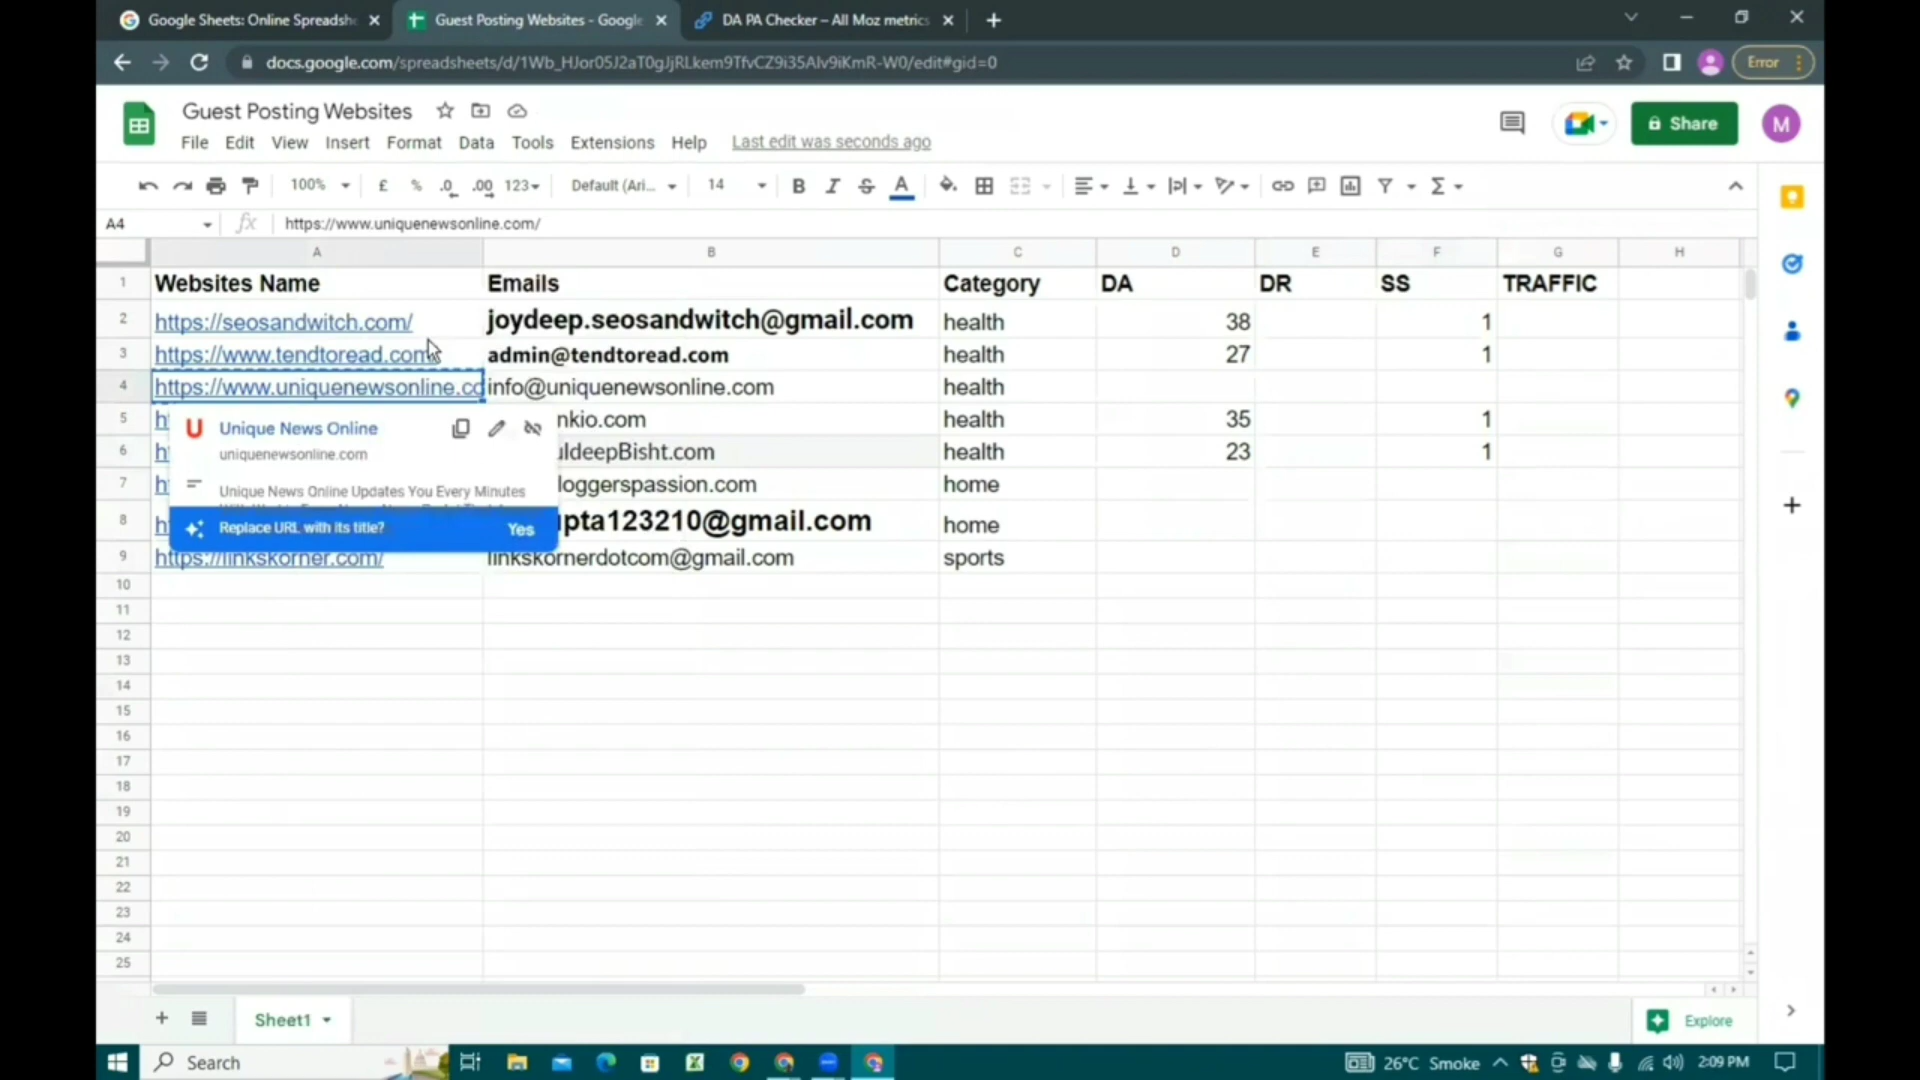 Google Sheets: Online Spreadshe
Guest Posting Websites - Google
DA PA Checker – All Moz metrics
docs.google.com/spreadsheets/d/1Wb_HJor05J2aT0gJjRLkem9TfvCZ9i35Alv9iKmR-W0/edit#gid=0
Error
Guest Posting Websites
Share
M
File Edit View Insert Format Data Tools Extensions Help Last edit was seconds ago
100% £ % .0 .00 123 Default (Ari... 14 B I S A
A4 fx https://www.uniquenewsonline.com/
A B C D E F G H
1 Websites Name Emails Category DA DR SS TRAFFIC
2 https://seosandwitch.com/ joydeep.seosandwitch@gmail.com health 38 1
3 https://www.tendtoread.com admin@tendtoread.com health 27 1
4 https://www.uniquenewsonline.co info@uniquenewsonline.com health
5 nkio.com health 35 1
U Unique News Online
uniquenewsonline.com
6 uldeepBisht.com health 23 1
7 loggerspassion.com home
Unique News Online Updates You Every Minutes
8 upta123210@gmail.com home
Replace URL with its title? Yes
9 https://linkskorner.com/ linkskornerdotcom@gmail.com sports
10
11
12
13
14
15
16
17
18
19
20
21
22
23
24
25
Sheet1
Explore
Search
26°C Smoke
2:09 PM